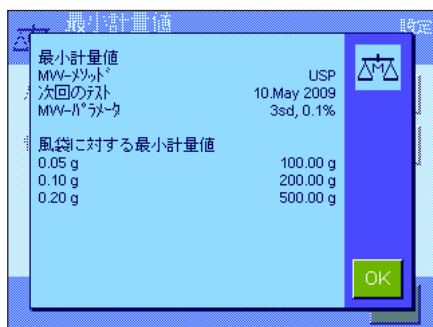 最小計量値
設定
最小計量値
MW-メソッド USP
次回のテスト 10.May 2009
MW-パラメータ 3sd, 0.1%
風袋に対する最小計量値
0.05 g 100.00 g
0.10 g 200.00 g
0.20 g 500.00 g
OK